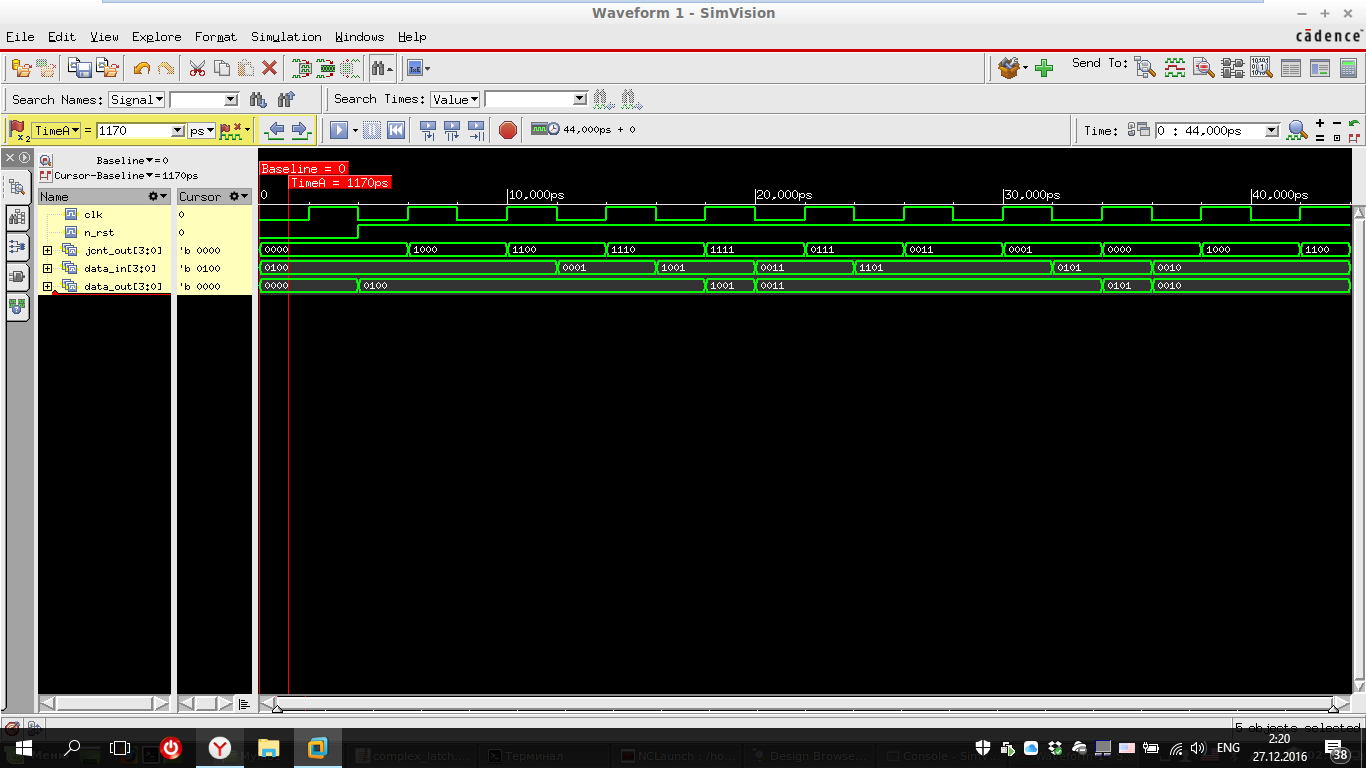 Waveform 1 - SimVision
File Edit View Explore Format Simulation Windows Help
cādence
Send To:
Search Names: Signal
Search Times: Value
TimeA = 1170 ps
44,000ps + 0
Time: 0 : 44,000ps
Baseline = 0
Cursor-Baseline = 1170ps
Baseline = 0
TimeA = 1170ps
Name Cursor
0 10,000ps 20,000ps 30,000ps 40,000ps
clk 0
n_rst 0
jcnt_out[3:0] 'b 0000 0000 1000 1100 1110 1111 0111 0011 0001 0000 1000 1100
data_in[3:0] 'b 0100 0100 0001 1001 0011 1101 0101 0010
data_out[3:0] 'b 0000 0000 0100 1001 0011 0101 0010
5 objects selected
complex_latch...
Терминал
NCLaunch : /ho...
Design Browse...
Console - Sim...
ENG
2:20
27.12.2016
38